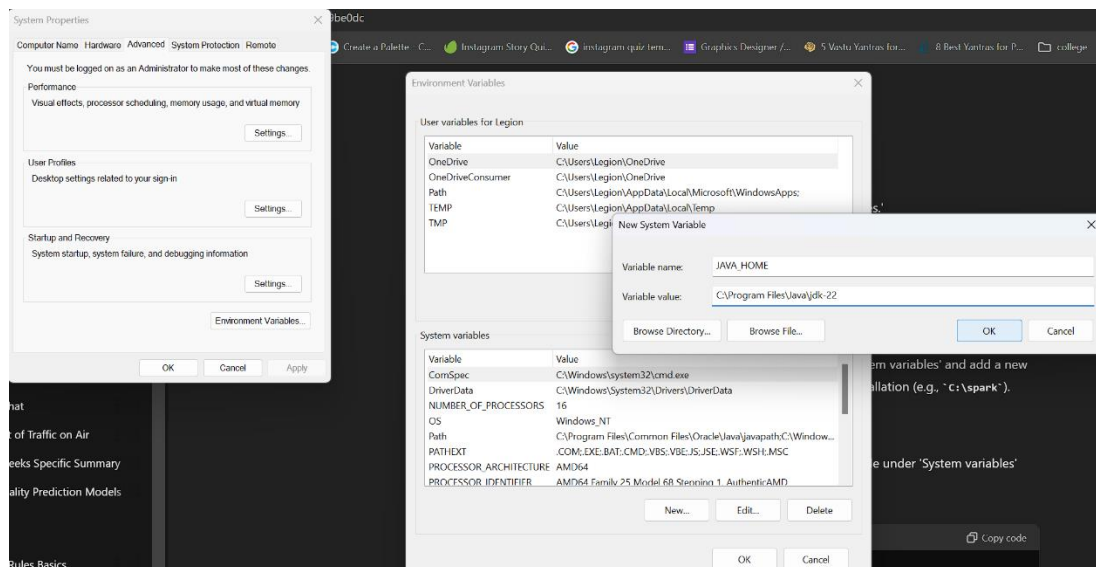 System Properties
Computor Name Hardware Advanced System Protection Remote
You must be logged on as an Administrator to make most of these changes.
Performance
Visual effects, processor scheduling, memory usage, and virtual memory
Settings...
User Profiles
Desktop settings related to your sign-in
Settings...
Startup and Recovery
System startup, system failure, and debugging information
Settings...
Environment Variables...
OK Cancel Apply
hat
t of Traffic on Air
eeks Specific Summary
ality Prediction Models
Rules Basics
9be0dc
Create a Palette - C... Instagram Story Qui... instagram quiz tem... Graphics Designer /... 5 Vastu Yantras for... 8 Best Yantras for P... college
Environment Variables
User variables for Legion
Variable Value
OneDrive C:\Users\Legion\OneDrive
OneDriveConsumer C:\Users\Legion\OneDrive
Path C:\Users\Legion\AppData\Local\Microsoft\WindowsApps;
TEMP C:\Users\Legion\AppData\Local\Temp
TMP C:\Users\Legi
New System Variable
Variable name: JAVA_HOME
Variable value: C:\Program Files\Java\jdk-22
Browse Directory... Browse File... OK Cancel
System variables
Variable Value
ComSpec C:\Windows\system32\cmd.exe
DriverData C:\Windows\System32\Drivers\DriverData
NUMBER_OF_PROCESSORS 16
OS Windows_NT
Path C:\Program Files\Common Files\Oracle\Java\javapath;C:\Window...
PATHEXT .COM;.EXE;.BAT;.CMD;.VBS;.VBE;.JS;.JSE;.WSF;.WSH;.MSC
PROCESSOR_ARCHITECTURE AMD64
PROCESSOR_IDENTIFIER AMD64 Family 25 Model 68 Stepping 1, AuthenticAMD
New... Edit... Delete
OK Cancel
s.'
em variables' and add a new
allation (e.g., `C:\spark`).
e under 'System variables'
Copy code